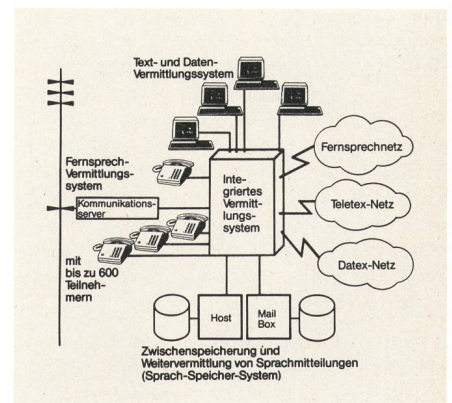 Text- und Daten-
Vermittlungssystem
Fernsprech-
Vermittlungs-
system
Kommunikations-
server
mit
bis zu 600
Teilneh-
mern
Inte-
griertes
Vermitt-
lungs-
system
Fernsprechnetz
Teletex-Netz
Datex-Netz
Host
Mail
Box
Zwischenspeicherung und
Weitervermittlung von Sprachmitteilungen
(Sprach-Speicher-System)